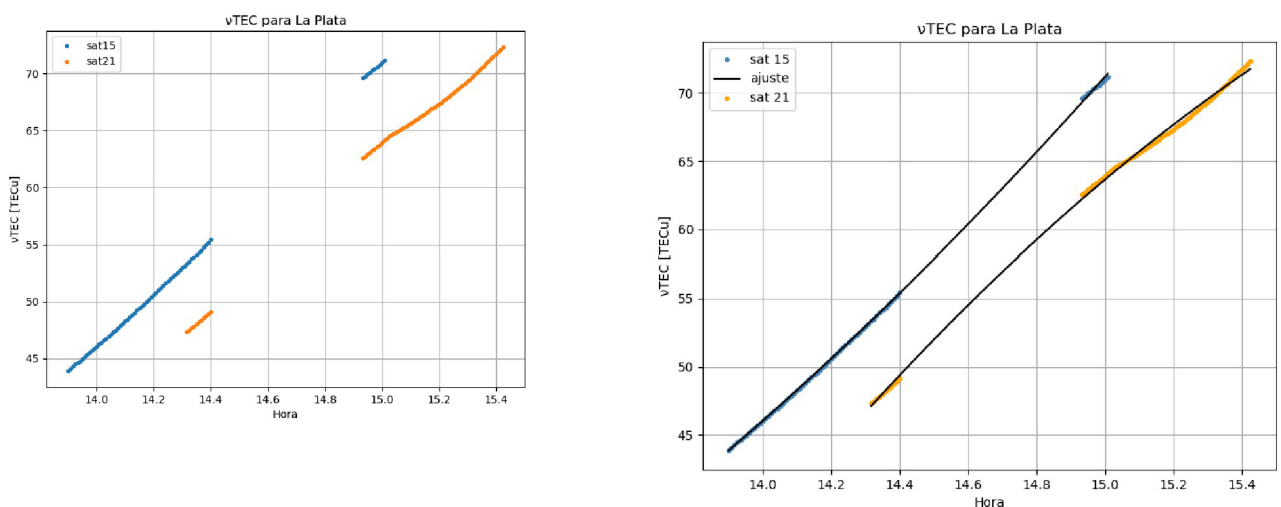 νTEC para La Plata
sat15
sat21
νTEC [TECu]
70
65
60
55
50
45
14.0 14.2 14.4 14.6 14.8 15.0 15.2 15.4
Hora
νTEC para La Plata
sat 15
ajuste
sat 21
νTEC [TECu]
70
65
60
55
50
45
14.0 14.2 14.4 14.6 14.8 15.0 15.2 15.4
Hora